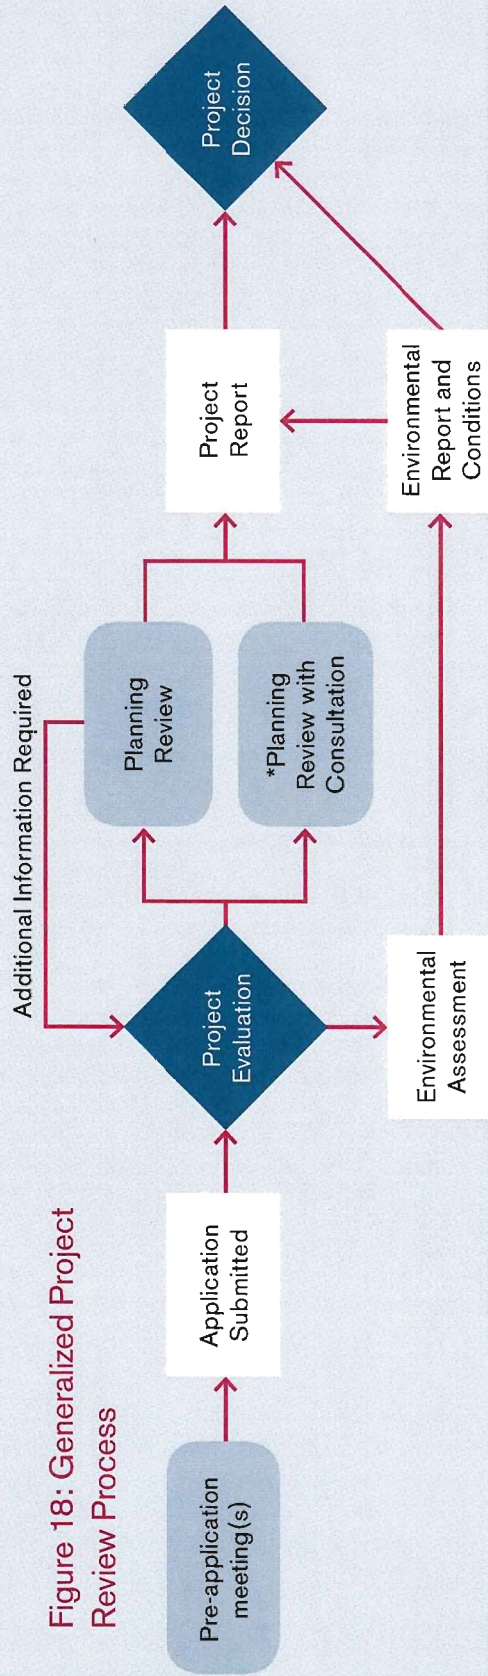 Figure 18: Generalized Project
Review Process
Pre-application
meeting(s)
Application
Submitted
Project
Evaluation
Additional Information Required
Planning
Review
*Planning
Review with
Consultation
Environmental
Assessment
Project
Report
Environmental
Report and
Conditions
Project
Decision